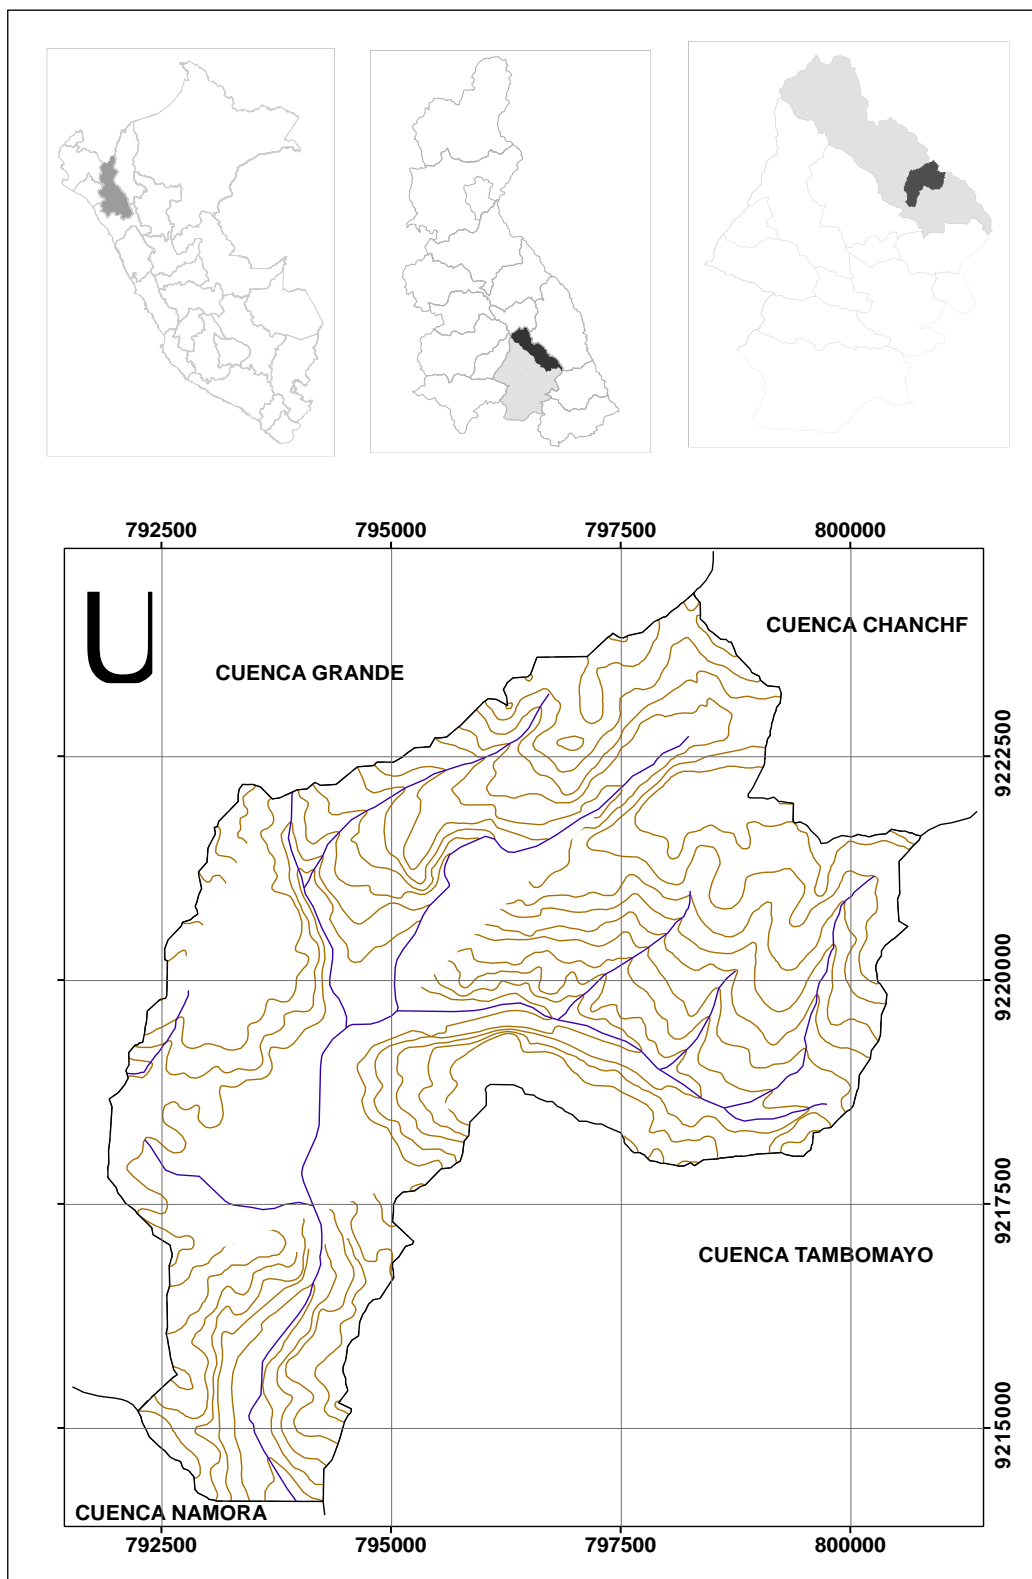 792500 795000 797500 800000
U
CUENCA CHANCHF
CUENCA GRANDE
9222500
9220000
9217500
CUENCA TAMBOMAYO
9215000
CUENCA NAMORA
792500 795000 797500 800000